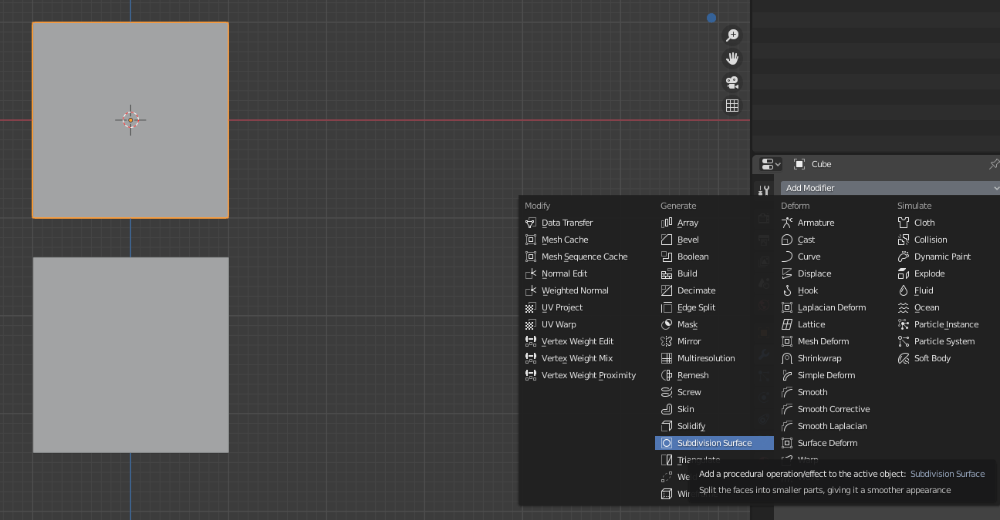 Cube
Add Modifier
Modify
Data Transfer
Mesh Cache
Mesh Sequence Cache
Normal Edit
Weighted Normal
UV Project
UV Warp
Vertex Weight Edit
Vertex Weight Mix
Vertex Weight Proximity
Generate
Array
Bevel
Boolean
Build
Decimate
Edge Split
Mask
Mirror
Multiresolution
Remesh
Screw
Skin
Solidify
Subdivision Surface
Triangulate
We
Wir
Deform
Armature
Cast
Curve
Displace
Hook
Laplacian Deform
Lattice
Mesh Deform
Shrinkwrap
Simple Deform
Smooth
Smooth Corrective
Smooth Laplacian
Surface Deform
Warp
Simulate
Cloth
Collision
Dynamic Paint
Explode
Fluid
Ocean
Particle Instance
Particle System
Soft Body
Add a procedural operation/effect to the active object: Subdivision Surface
Split the faces into smaller parts, giving it a smoother appearance